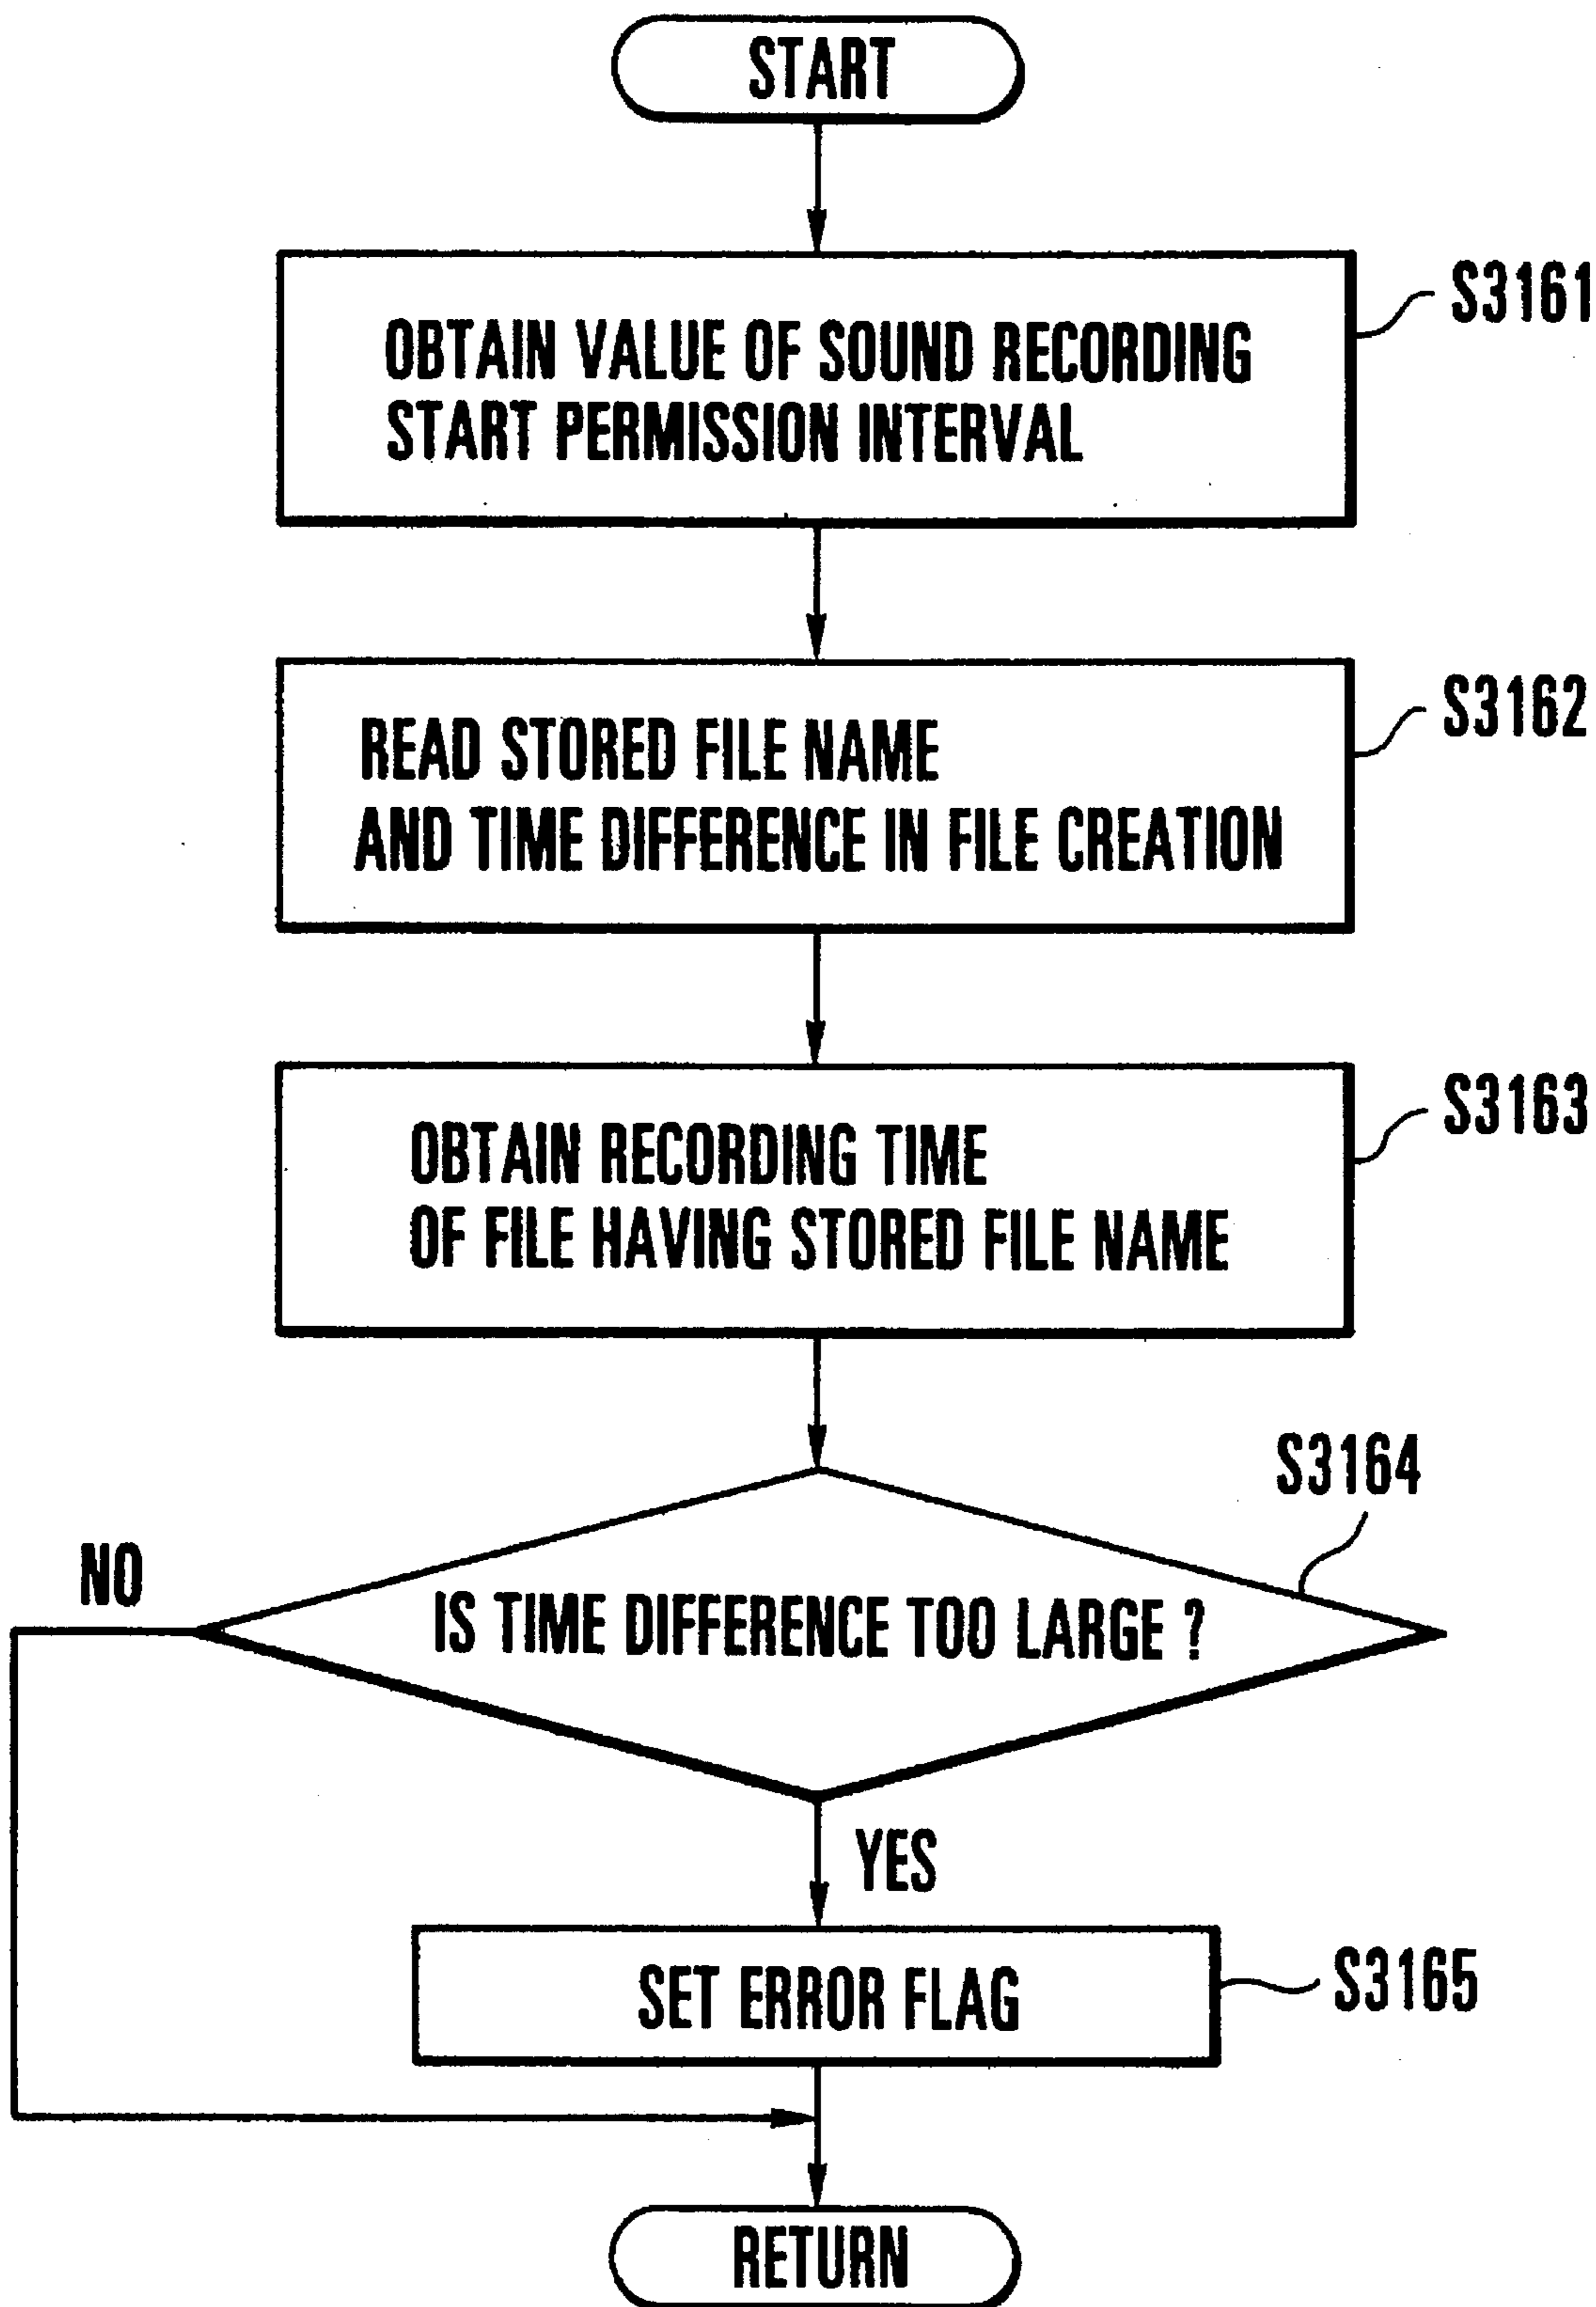 START
OBTAIN VALUE OF SOUND RECORDING
START PERMISSION INTERVAL
S3161
READ STORED FILE NAME
AND TIME DIFFERENCE IN FILE CREATION
S3162
OBTAIN RECORDING TIME
OF FILE HAVING STORED FILE NAME
S3163
S3164
NO
IS TIME DIFFERENCE TOO LARGE ?
YES
SET ERROR FLAG
S3165
RETURN